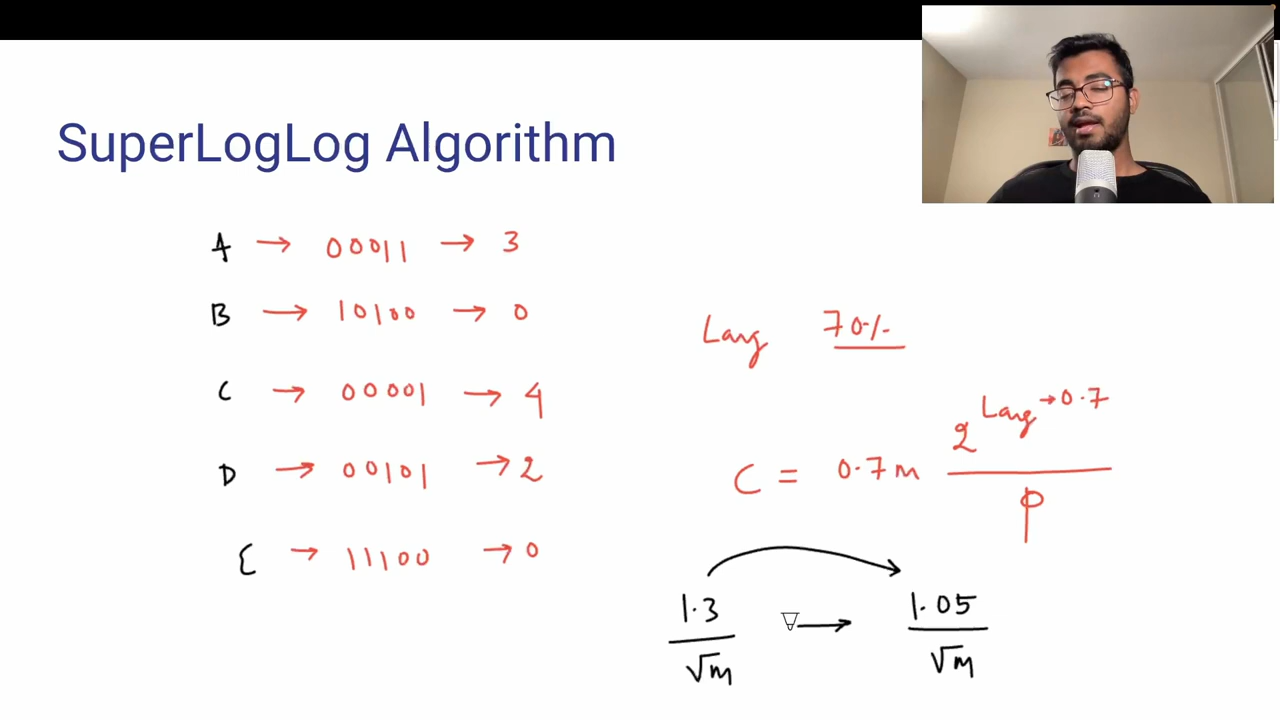 SuperLogLog Algorithm
A → 00011 → 3
B → 10100 → 0
C → 00001 → 4
D → 00101 → 2
E → 11100 → 0
Lavg 70%
C = 0.7m 2^Lavg→0.7 / φ
1.3 / √m → 1.05 / √m